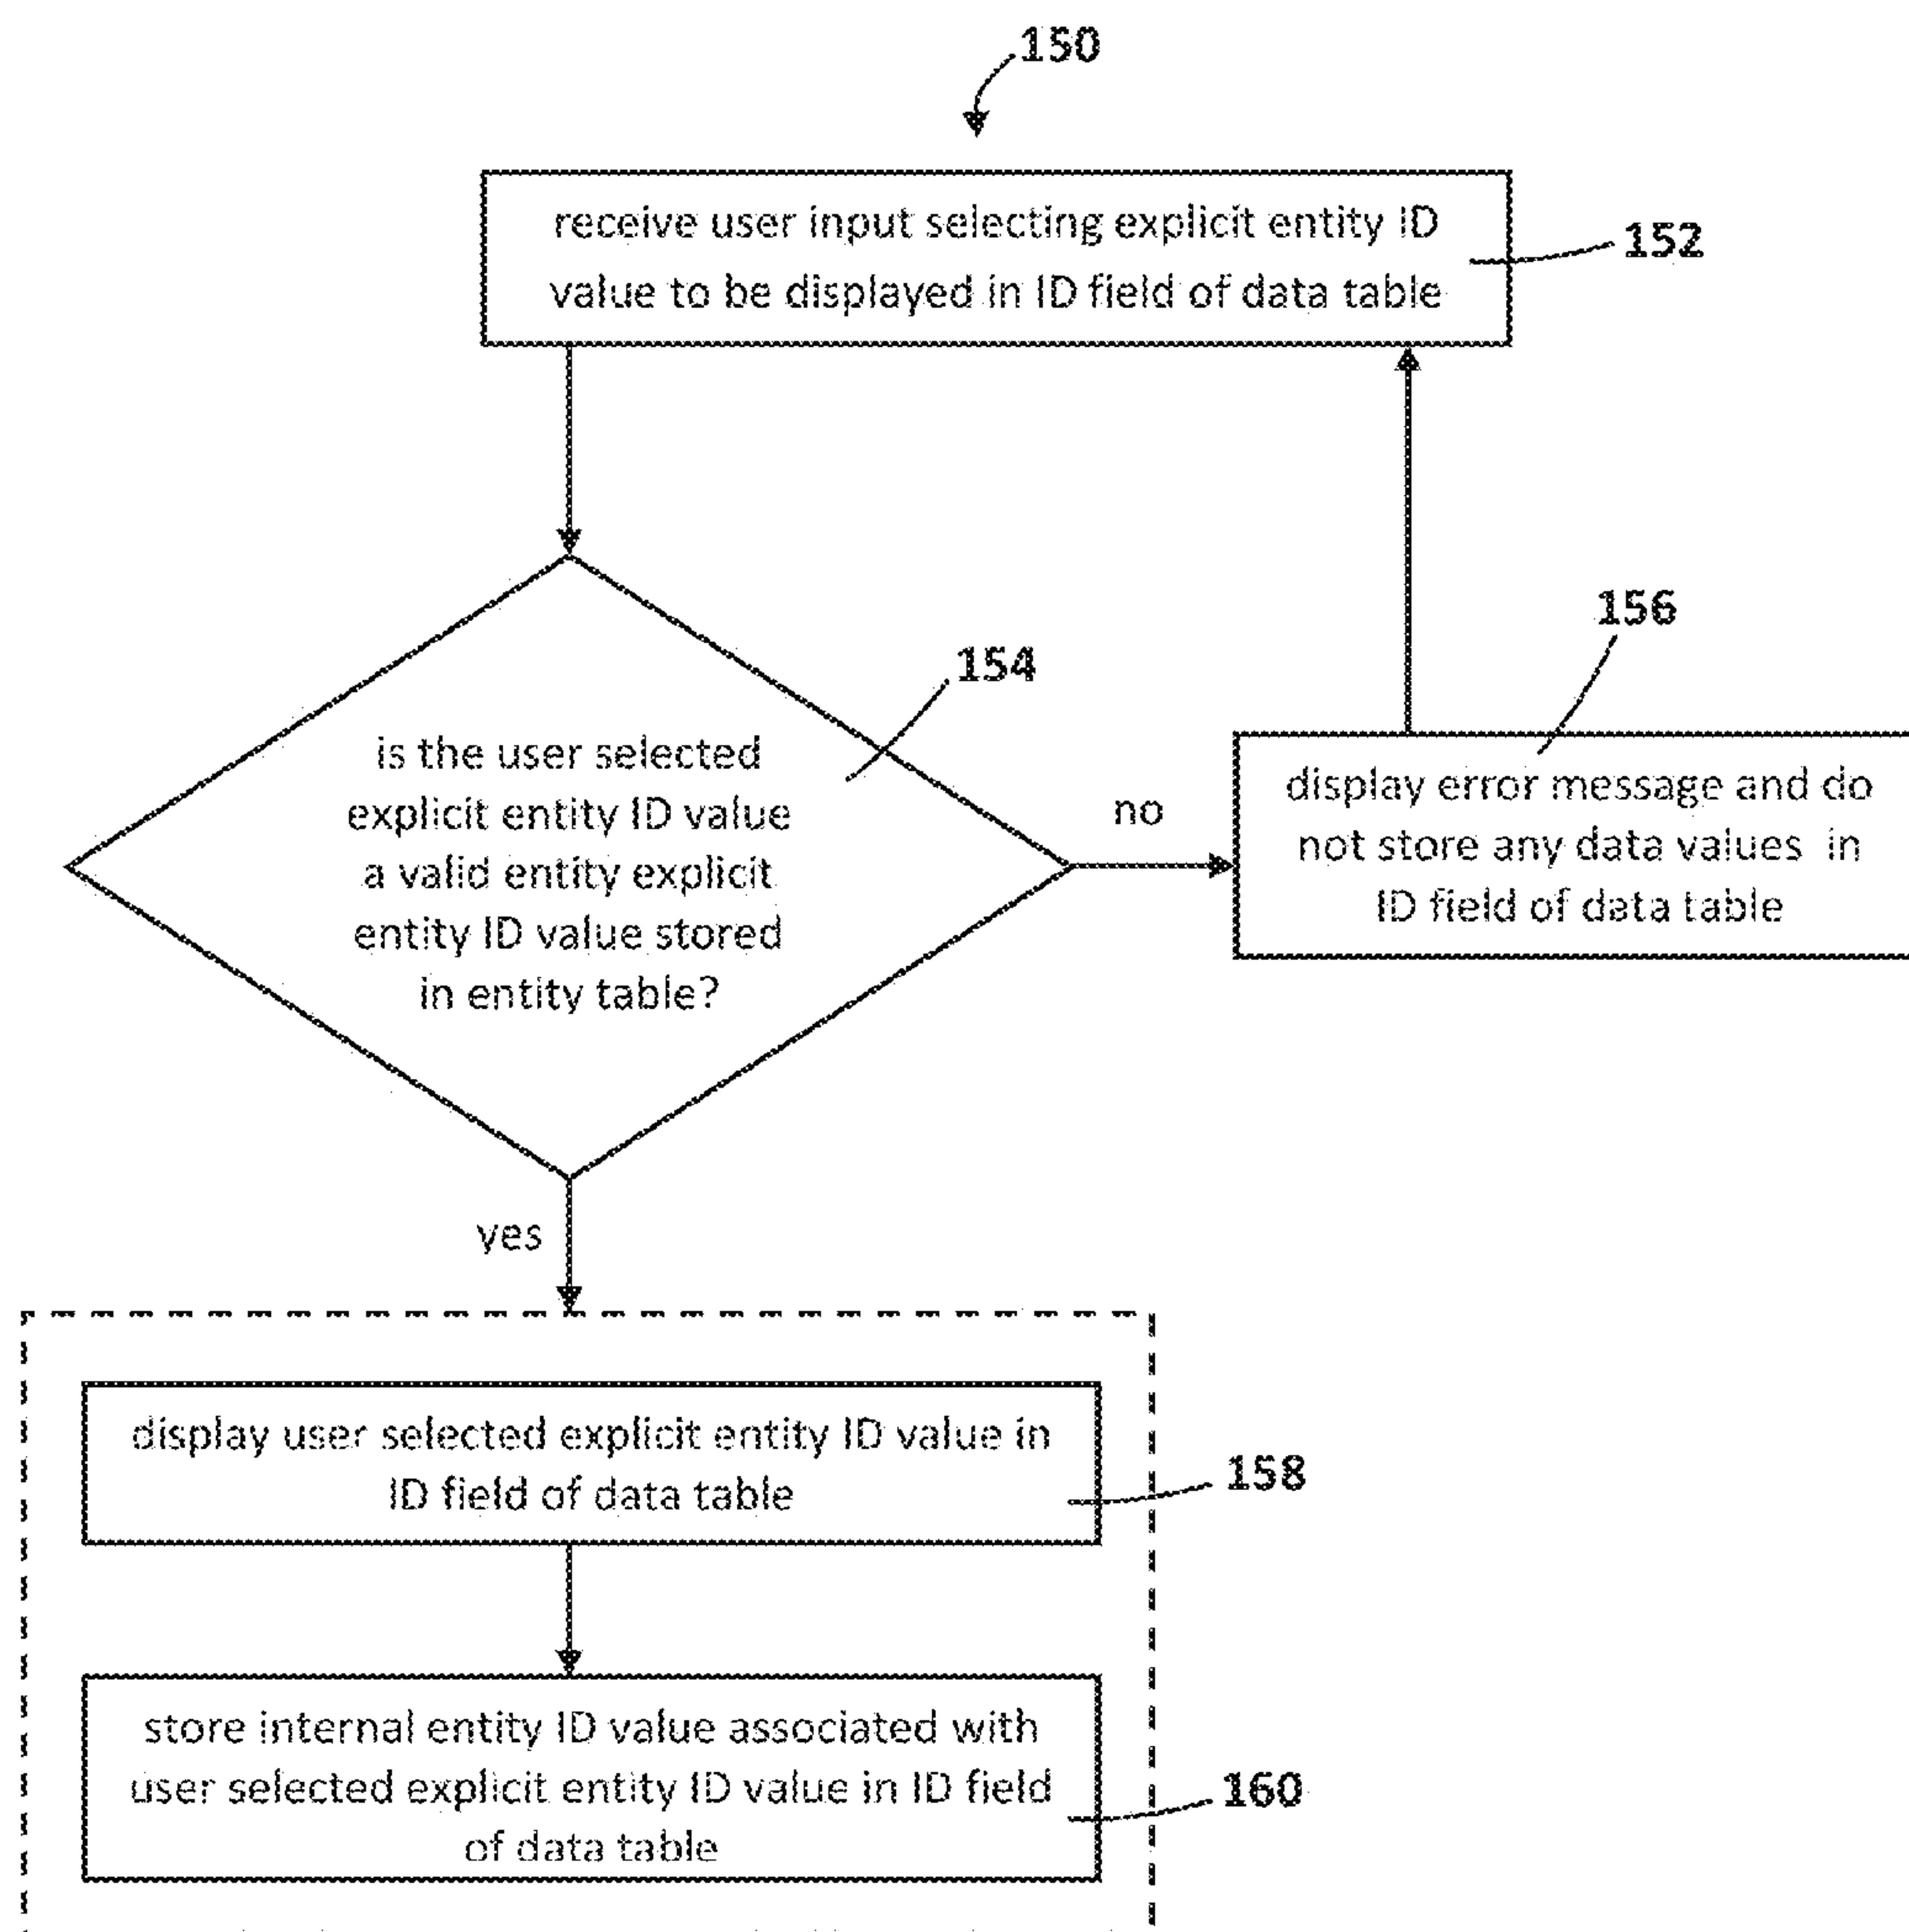 150
receive user input selecting explicit entity ID
value to be displayed in ID field of data table
152
154
is the user selected
explicit entity ID value
a valid entity explicit
entity ID value stored
in entity table?
no
156
display error message and do
not store any data values in
ID field of data table
yes
display user selected explicit entity ID value in
ID field of data table
158
store internal entity ID value associated with
user selected explicit entity ID value in ID field
of data table
160